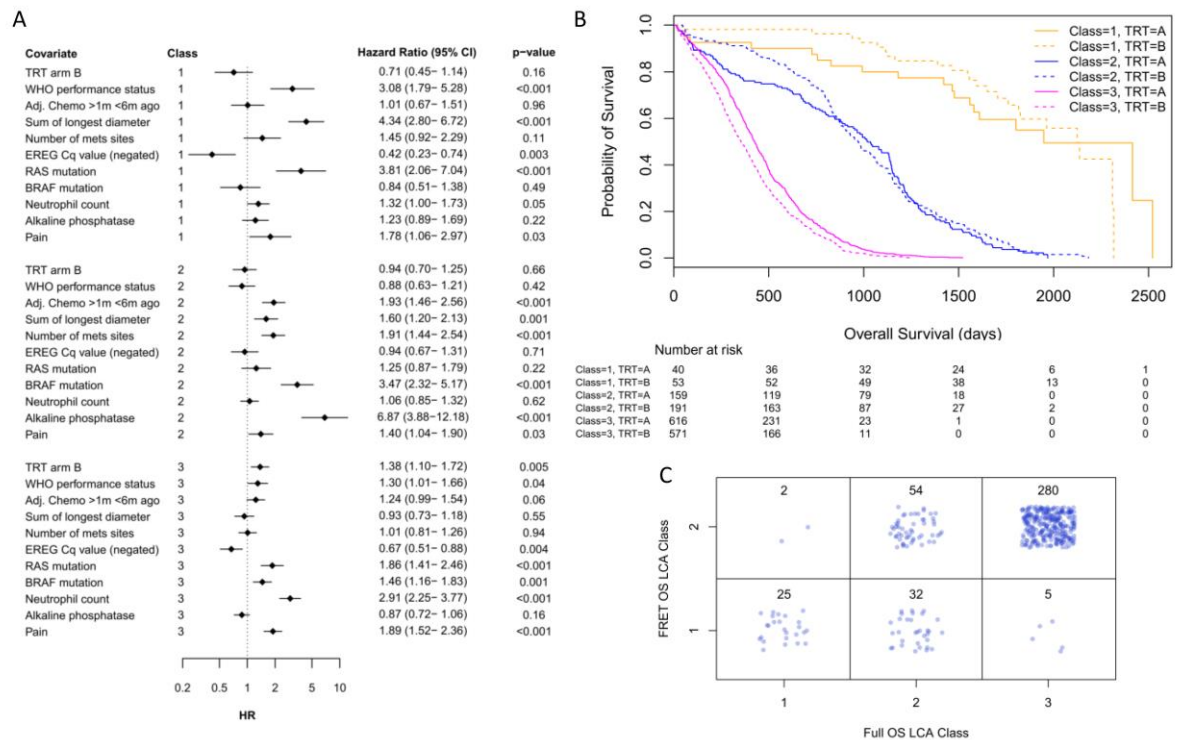 A
Covariate Class Hazard Ratio (95% CI) p-value
TRT arm B 1 0.71 (0.45− 1.14) 0.16
WHO performance status 1 3.08 (1.79− 5.28) <0.001
Adj. Chemo >1m <6m ago 1 1.01 (0.67− 1.51) 0.96
Sum of longest diameter 1 4.34 (2.80− 6.72) <0.001
Number of mets sites 1 1.45 (0.92− 2.29) 0.11
EREG Cq value (negated) 1 0.42 (0.23− 0.74) 0.003
RAS mutation 1 3.81 (2.06− 7.04) <0.001
BRAF mutation 1 0.84 (0.51− 1.38) 0.49
Neutrophil count 1 1.32 (1.00− 1.73) 0.05
Alkaline phosphatase 1 1.23 (0.89− 1.69) 0.22
Pain 1 1.78 (1.06− 2.97) 0.03
TRT arm B 2 0.94 (0.70− 1.25) 0.66
WHO performance status 2 0.88 (0.63− 1.21) 0.42
Adj. Chemo >1m <6m ago 2 1.93 (1.46− 2.56) <0.001
Sum of longest diameter 2 1.60 (1.20− 2.13) 0.001
Number of mets sites 2 1.91 (1.44− 2.54) <0.001
EREG Cq value (negated) 2 0.94 (0.67− 1.31) 0.71
RAS mutation 2 1.25 (0.87− 1.79) 0.22
BRAF mutation 2 3.47 (2.32− 5.17) <0.001
Neutrophil count 2 1.06 (0.85− 1.32) 0.62
Alkaline phosphatase 2 6.87 (3.88−12.18) <0.001
Pain 2 1.40 (1.04− 1.90) 0.03
TRT arm B 3 1.38 (1.10− 1.72) 0.005
WHO performance status 3 1.30 (1.01− 1.66) 0.04
Adj. Chemo >1m <6m ago 3 1.24 (0.99− 1.54) 0.06
Sum of longest diameter 3 0.93 (0.73− 1.18) 0.55
Number of mets sites 3 1.01 (0.81− 1.26) 0.94
EREG Cq value (negated) 3 0.67 (0.51− 0.88) 0.004
RAS mutation 3 1.86 (1.41− 2.46) <0.001
BRAF mutation 3 1.46 (1.16− 1.83) 0.001
Neutrophil count 3 2.91 (2.25− 3.77) <0.001
Alkaline phosphatase 3 0.87 (0.72− 1.06) 0.16
Pain 3 1.89 (1.52− 2.36) <0.001
0.2 0.5 1 2 5 10
HR
B
Class=1, TRT=A
Class=1, TRT=B
Class=2, TRT=A
Class=2, TRT=B
Class=3, TRT=A
Class=3, TRT=B
Probability of Survival
1.0
0.8
0.6
0.4
0.2
0.0
0 500 1000 1500 2000 2500
Overall Survival (days)
Number at risk
Class=1, TRT=A 40 36 32 24 6 1
Class=1, TRT=B 53 52 49 38 13 0
Class=2, TRT=A 159 119 79 18 0 0
Class=2, TRT=B 191 163 87 27 2 0
Class=3, TRT=A 616 231 23 1 0 0
Class=3, TRT=B 571 166 11 0 0 0
C
FRET OS LCA Class
2 54 280
2
25 32 5
1
1 2 3
Full OS LCA Class